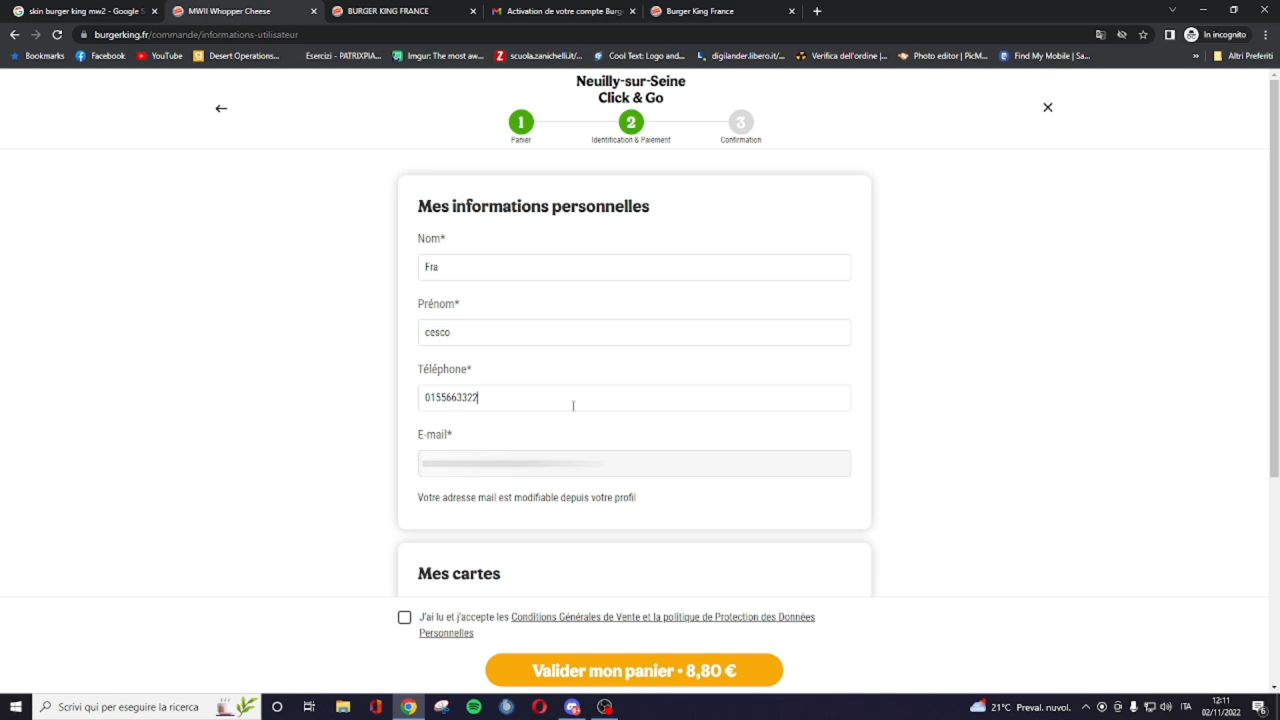 skin burger king mw2 - Google S
MWII Whopper Cheese
BURGER KING FRANCE
Activation de votre compte Burg
Burger King France
burgerking.fr/commande/informations-utilisateur
In incognito
Bookmarks
Facebook
YouTube
Desert Operations...
Esercizi - PATRIXPIA...
Imgur: The most aw...
scuola.zanichelli.it/...
Cool Text: Logo and...
digilander.libero.it/...
Verifica dell'ordine |...
Photo editor | PicM...
Find My Mobile | Sa...
»
Altri Preferiti
Neuilly-sur-Seine
Click & Go
1
2
3
Panier
Identification & Paiement
Confirmation
Mes informations personnelles
Nom*
Fra
Prénom*
cesco
Téléphone*
0155663322
E-mail*
Votre adresse mail est modifiable depuis votre profil
Mes cartes
J'ai lu et j'accepte les Conditions Générales de Vente et la politique de Protection des Données
Personnelles
Valider mon panier • 8,80 €
Scrivi qui per eseguire la ricerca
21°C Preval. nuvol.
ITA
12:11
02/11/2022